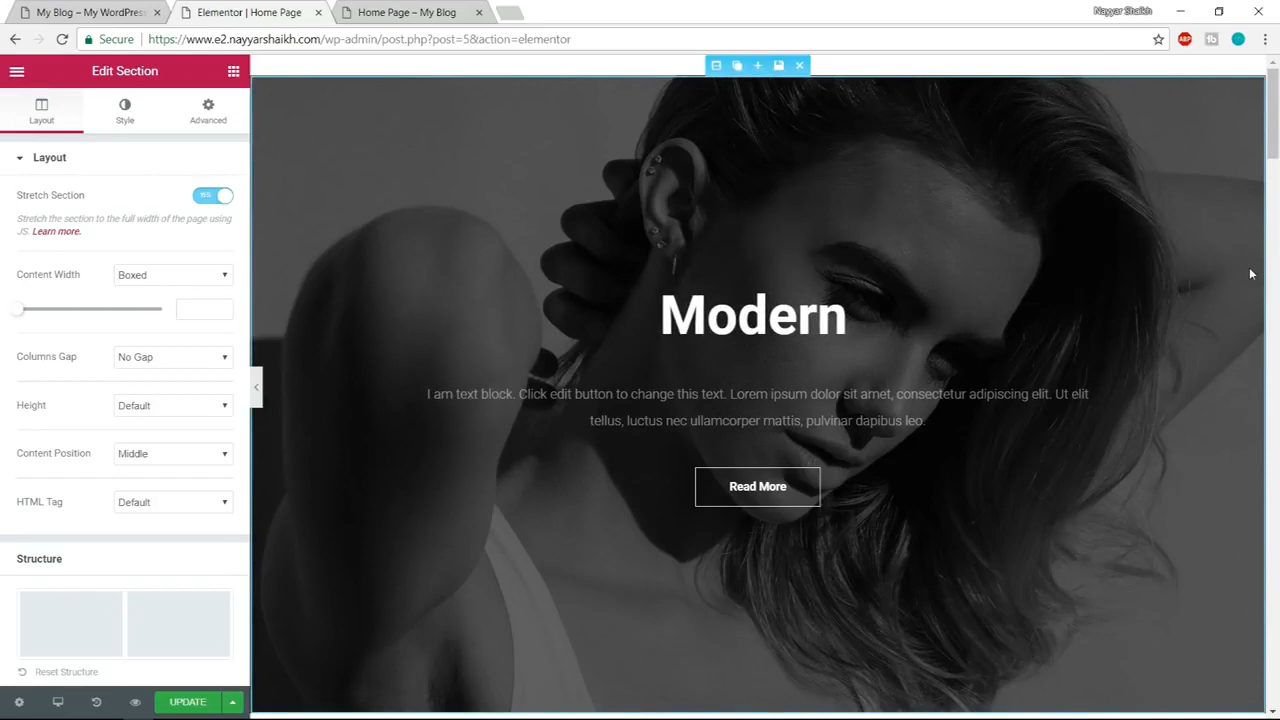 My Blog – My WordPress
Elementor | Home Page
Home Page – My Blog
Nayyar Shaikh
Secure
https://www.e2.nayyarshaikh.com/wp-admin/post.php?post=5&action=elementor
ABP
Edit Section
Layout
Style
Advanced
Layout
Stretch Section
YES
Stretch the section to the full width of the page using
JS. Learn more.
Content Width
Boxed
Columns Gap
No Gap
Height
Default
Content Position
Middle
HTML Tag
Default
Structure
Reset Structure
UPDATE
Modern
I am text block. Click edit button to change this text. Lorem ipsum dolor sit amet, consectetur adipiscing elit. Ut elit
tellus, luctus nec ullamcorper mattis, pulvinar dapibus leo.
Read More